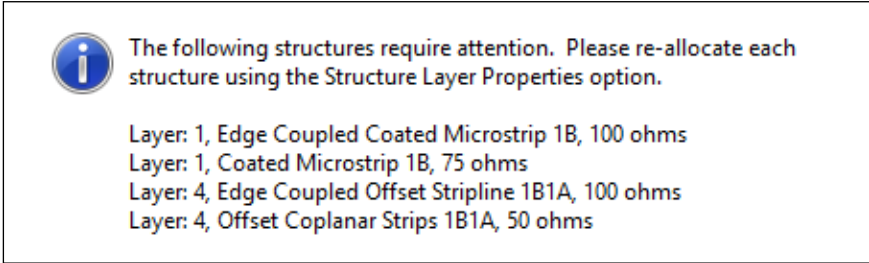 The following structures require attention.  Please re-allocate each
structure using the Structure Layer Properties option.
Layer: 1, Edge Coupled Coated Microstrip 1B, 100 ohms
Layer: 1, Coated Microstrip 1B, 75 ohms
Layer: 4, Edge Coupled Offset Stripline 1B1A, 100 ohms
Layer: 4, Offset Coplanar Strips 1B1A, 50 ohms